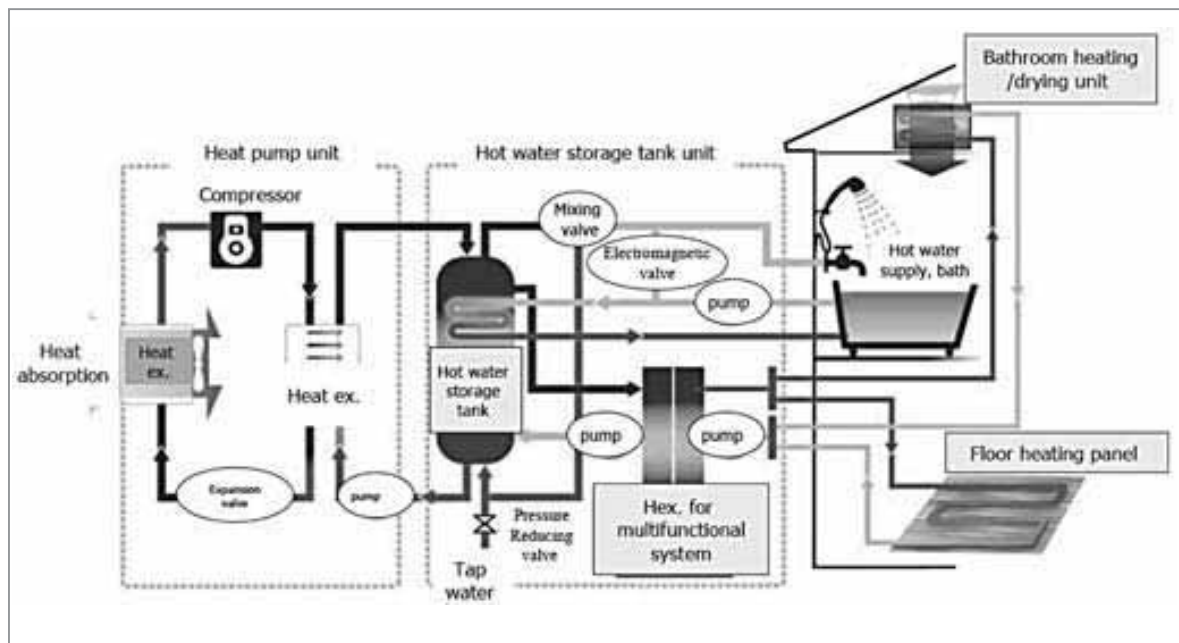 Bathroom heating
/drying unit
Heat pump unit
Hot water storage tank unit
Compressor
Mixing
valve
Electromagnetic
valve
Hot water
supply, bath
pump
Heat
absorption
Heat
ex.
Heat ex.
Hot water
storage
tank
pump
pump
Floor heating panel
Expansion
valve
pump
Pressure
Reducing
valve
Hex. for
multifunctional
system
Tap
water